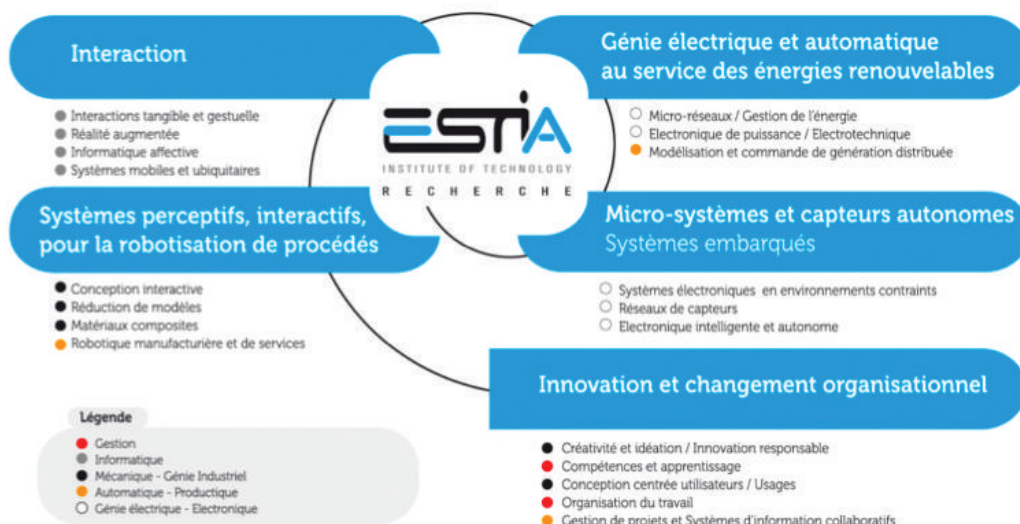 Interaction
Interactions tangible et gestuelle
Réalité augmentée
Informatique affective
Systèmes mobiles et ubiquitaires
Systèmes perceptifs, interactifs,
pour la robotisation de procédés
Conception interactive
Réduction de modèles
Matériaux composites
Robotique manufacturière et de services
ESTIA
INSTITUTE OF TECHNOLOGY
RECHERCHE
Génie électrique et automatique
au service des énergies renouvelables
Micro-réseaux / Gestion de l'énergie
Electronique de puissance / Electrotechnique
Modélisation et commande de génération distribuée
Micro-systèmes et capteurs autonomes
Systèmes embarqués
Systèmes électroniques en environnements contraints
Réseaux de capteurs
Electronique intelligente et autonome
Innovation et changement organisationnel
Créativité et idéation / Innovation responsable
Compétences et apprentissage
Conception centrée utilisateurs / Usages
Organisation du travail
Gestion de projets et Systèmes d'information collaboratifs
Légende
Gestion
Informatique
Mécanique - Génie Industriel
Automatique - Productique
Génie électrique - Electronique